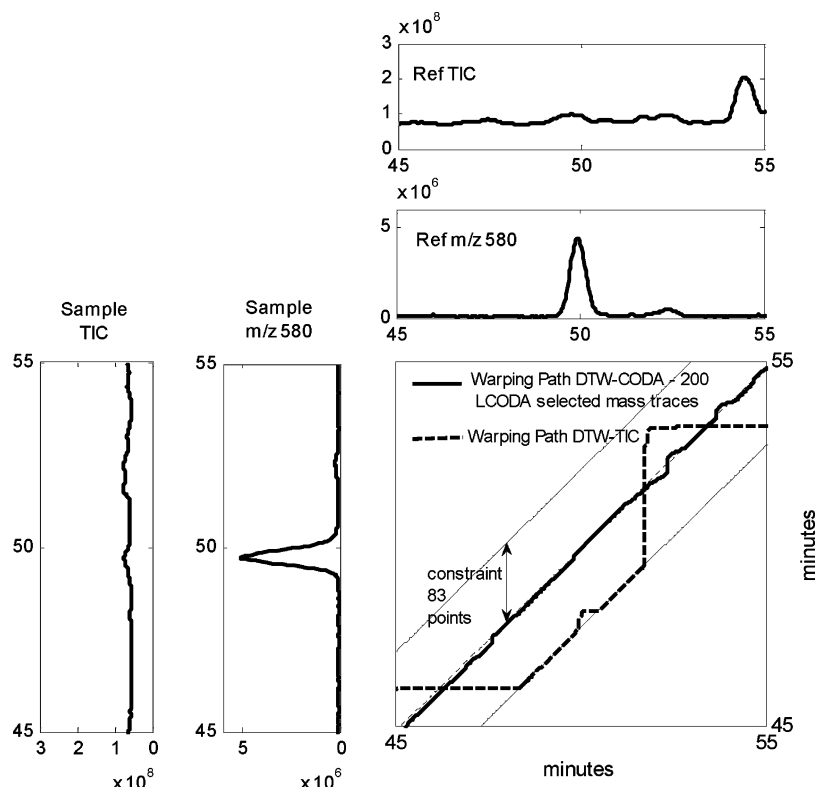 x10^8
3
Ref TIC
2
1
0
45
50
55
x10^6
5
Ref m/z 580
0
45
50
55
Sample
TIC
Sample
m/z 580
55
50
45
3
2
1
0
x10^8
55
50
45
5
0
x10^6
Warping Path DTW-CODA - 200
LCODA selected mass traces
Warping Path DTW-TIC
constraint
83
points
55
minutes
45
45
55
minutes